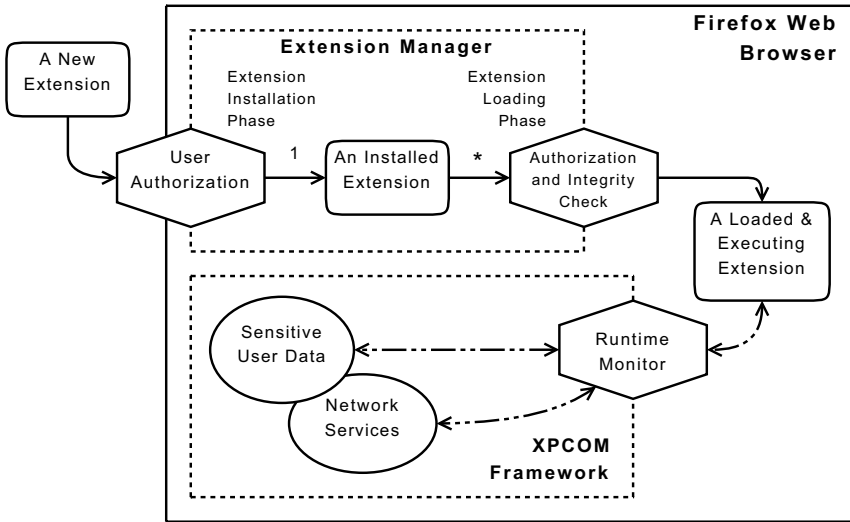 Firefox Web
Browser
Extension Manager
A New
Extension
Extension
Installation
Phase
Extension
Loading
Phase
User
Authorization
1
An Installed
Extension
*
Authorization
and Integrity
Check
A Loaded &
Executing
Extension
Sensitive
User Data
Runtime
Monitor
Network
Services
XPCOM
Framework